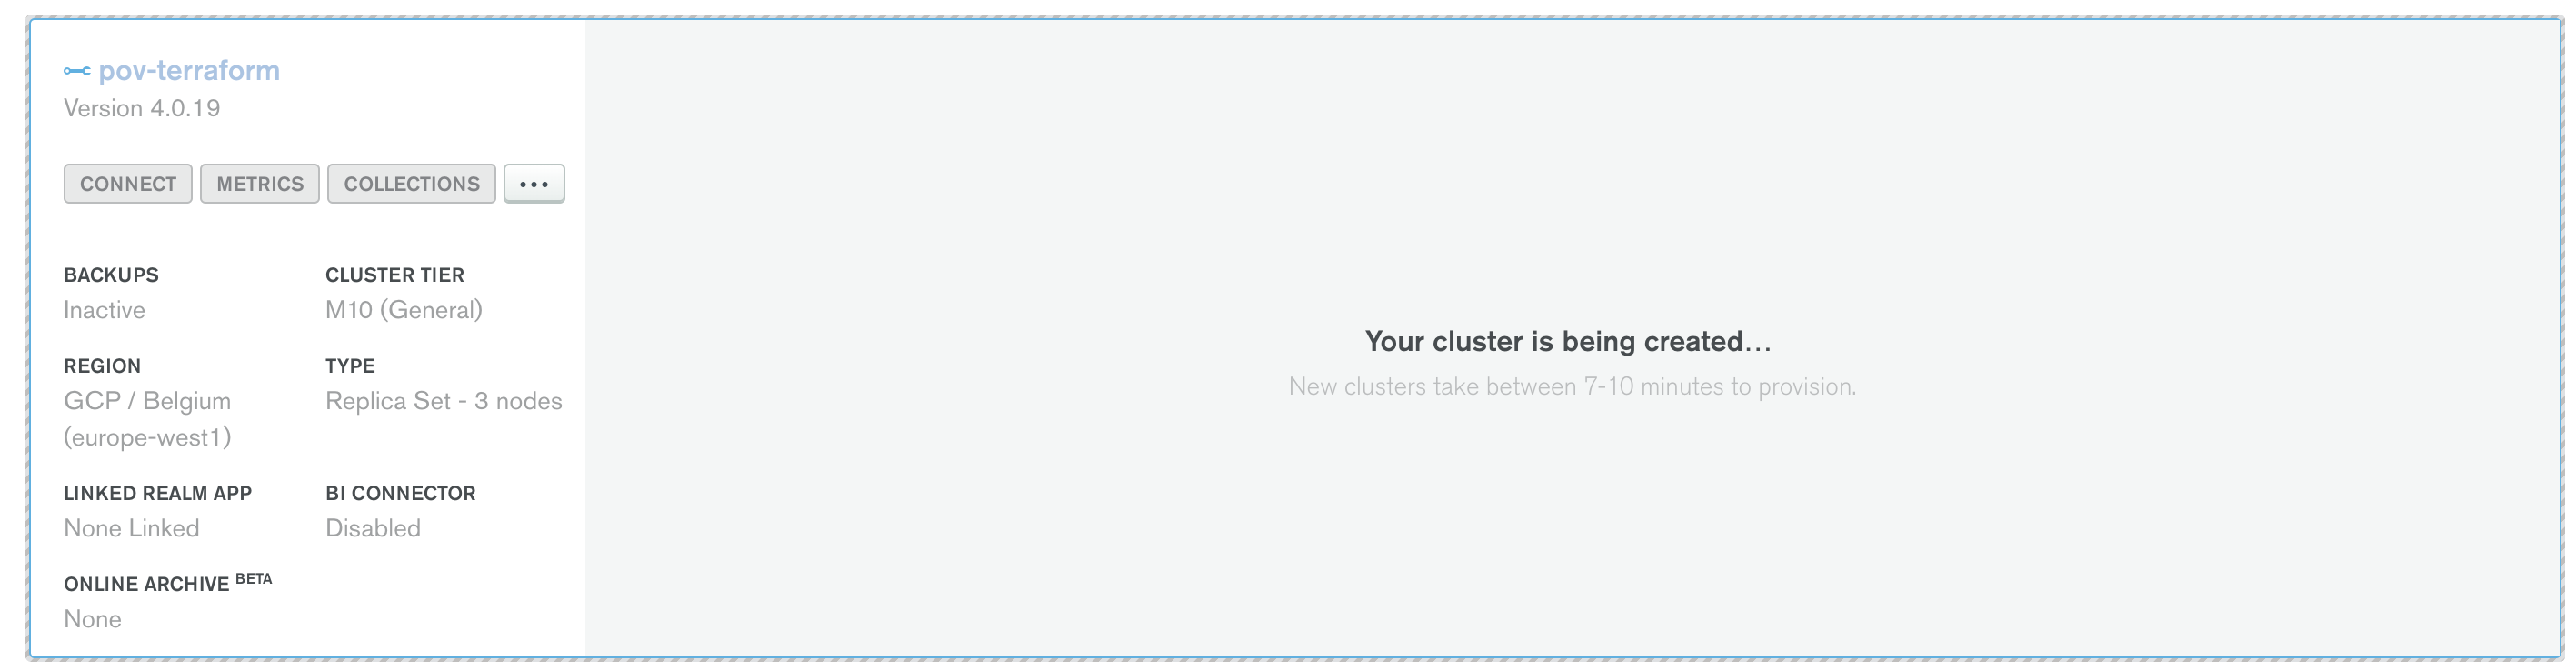 pov-terraform
Version 4.0.19
CONNECT METRICS COLLECTIONS ...
BACKUPS
Inactive
CLUSTER TIER
M10 (General)
REGION
GCP / Belgium
(europe-west1)
TYPE
Replica Set - 3 nodes
LINKED REALM APP
None Linked
BI CONNECTOR
Disabled
ONLINE ARCHIVE BETA
None
Your cluster is being created...
New clusters take between 7-10 minutes to provision.